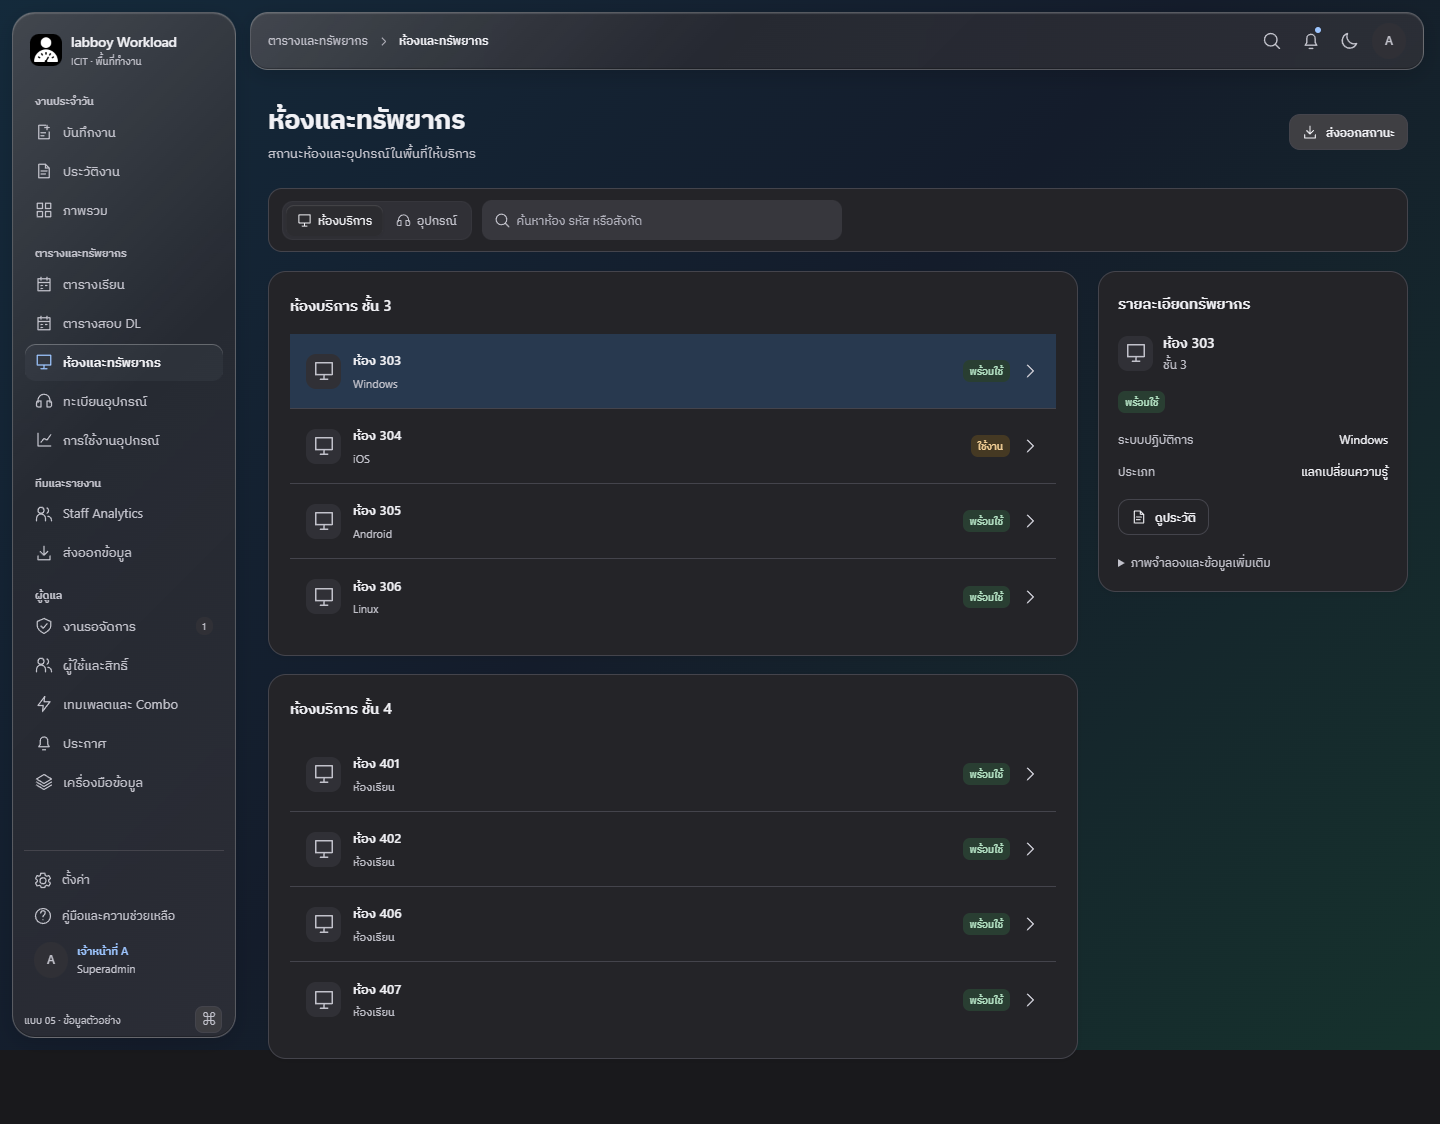 labboy Workload
ICIT · พื้นที่ทำงาน
งานประจำวัน
บันทึกงาน
ประวัติงาน
ภาพรวม
ตารางและทรัพยากร
ตารางเรียน
ตารางสอบ DL
ห้องและทรัพยากร
ทะเบียนอุปกรณ์
การใช้งานอุปกรณ์
ทีมและรายงาน
Staff Analytics
ส่งออกข้อมูล
ผู้ดูแล
งานรอจัดการ 1
ผู้ใช้และสิทธิ์
เทมเพลตและ Combo
ประกาศ
เครื่องมือข้อมูล
ตั้งค่า
คู่มือและความช่วยเหลือ
A
เจ้าหน้าที่ A
Superadmin
แบบ 05 · ข้อมูลตัวอย่าง
ตารางและทรัพยากร
ห้องและทรัพยากร
A
ห้องและทรัพยากร
สถานะห้องและอุปกรณ์ในพื้นที่ให้บริการ
ส่งออกสถานะ
ห้องบริการ
อุปกรณ์
ค้นหาห้อง รหัส หรือสังกัด
ห้องบริการ ชั้น 3
ห้อง 303
Windows
พร้อมใช้
ห้อง 304
iOS
ใช้งาน
ห้อง 305
Android
พร้อมใช้
ห้อง 306
Linux
พร้อมใช้
ห้องบริการ ชั้น 4
ห้อง 401
ห้องเรียน
พร้อมใช้
ห้อง 402
ห้องเรียน
พร้อมใช้
ห้อง 406
ห้องเรียน
พร้อมใช้
ห้อง 407
ห้องเรียน
พร้อมใช้
รายละเอียดทรัพยากร
ห้อง 303
ชั้น 3
พร้อมใช้
ระบบปฏิบัติการ Windows
ประเภท แลกเปลี่ยนความรู้
ดูประวัติ
ภาพจำลองและข้อมูลเพิ่มเติม